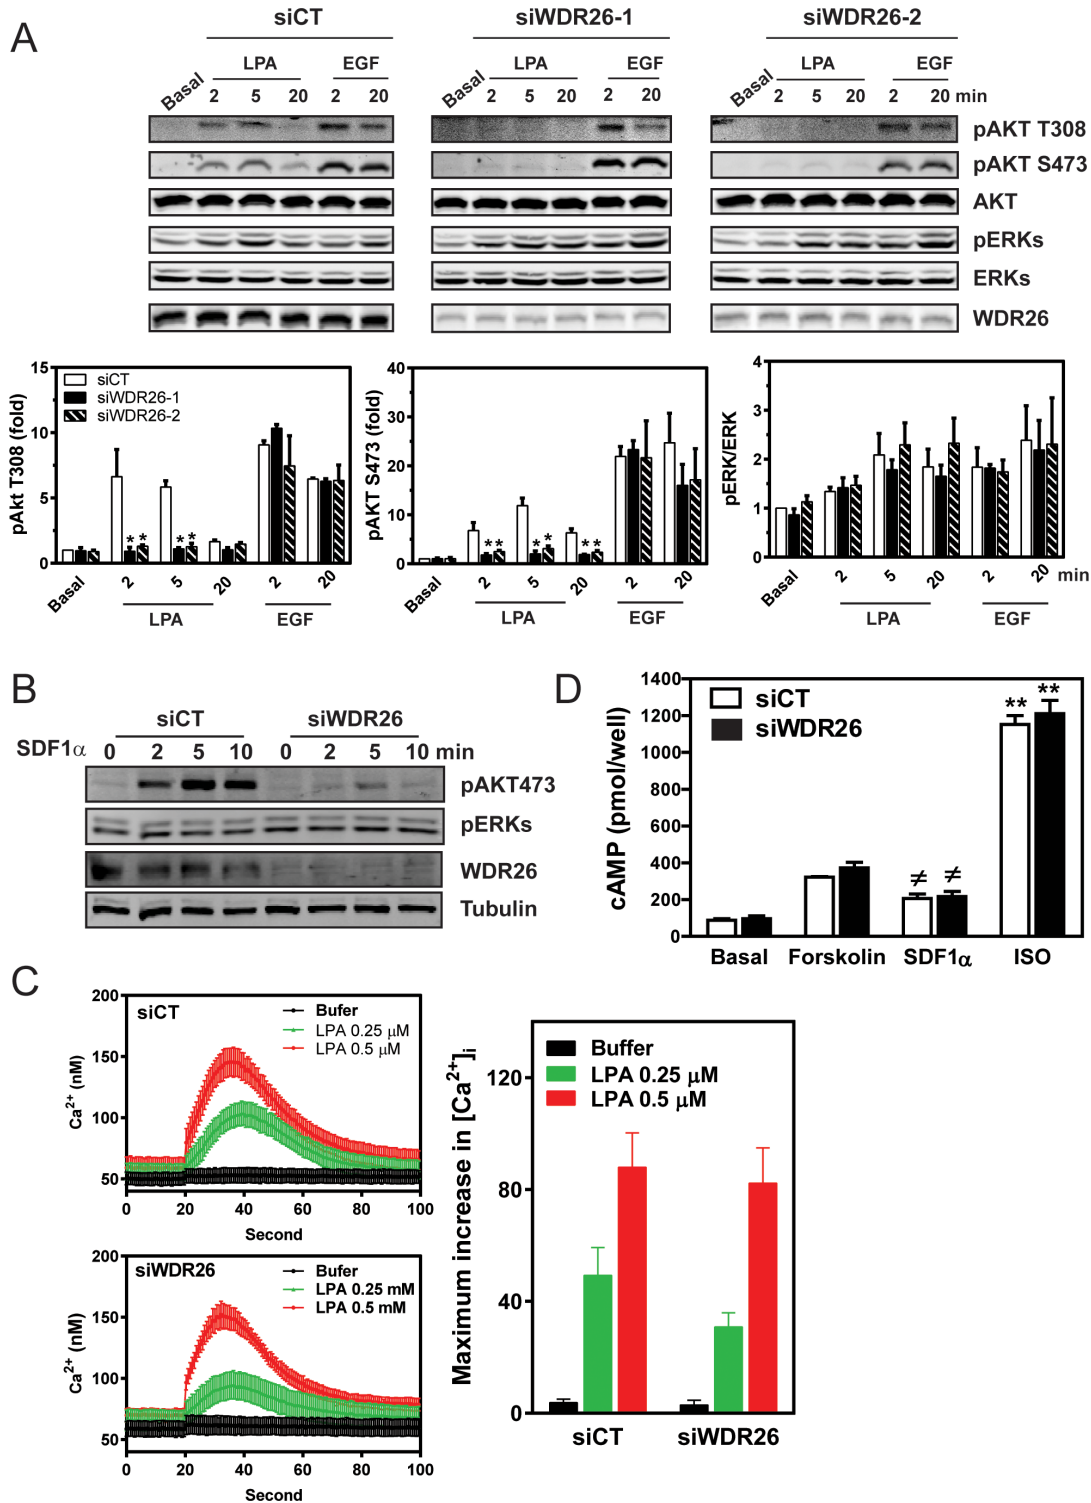 A
siCT
siWDR26-1
siWDR26-2
Basal
LPA
EGF
2 5 20 2 20
Basal
LPA
EGF
2 5 20 2 20
Basal
LPA
EGF
2 5 20 2 20 min
pAKT T308
pAKT S473
AKT
pERKs
ERKs
WDR26
pAkt T308 (fold)
15
10
5
0
siCT
siWDR26-1
siWDR26-2
* *
* *
Basal 2 5 20 2 20
LPA
EGF
pAKT S473 (fold)
40
30
20
10
0
**
* *
**
Basal 2 5 20 2 20
LPA
EGF
pERK/ERK
4
3
2
1
0
Basal 2 5 20 2 20 min
LPA
EGF
B
siCT
siWDR26
SDF1α 0 2 5 10 0 2 5 10 min
pAKT473
pERKs
WDR26
Tubulin
D
cAMP (pmol/well)
1400
1200
1000
800
600
400
200
0
siCT
siWDR26
≠ ≠
** **
Basal Forskolin SDF1α ISO
C
siCT
Bufer
LPA 0.25 μM
LPA 0.5 μM
Ca2+ (nM)
200
150
100
50
0 20 40 60 80 100
Second
siWDR26
Bufer
LPA 0.25 mM
LPA 0.5 mM
Ca2+ (nM)
200
150
100
50
0 20 40 60 80 100
Second
Maximum increase in [Ca2+]i
120
80
40
0
Buffer
LPA 0.25 μM
LPA 0.5 μM
siCT siWDR26